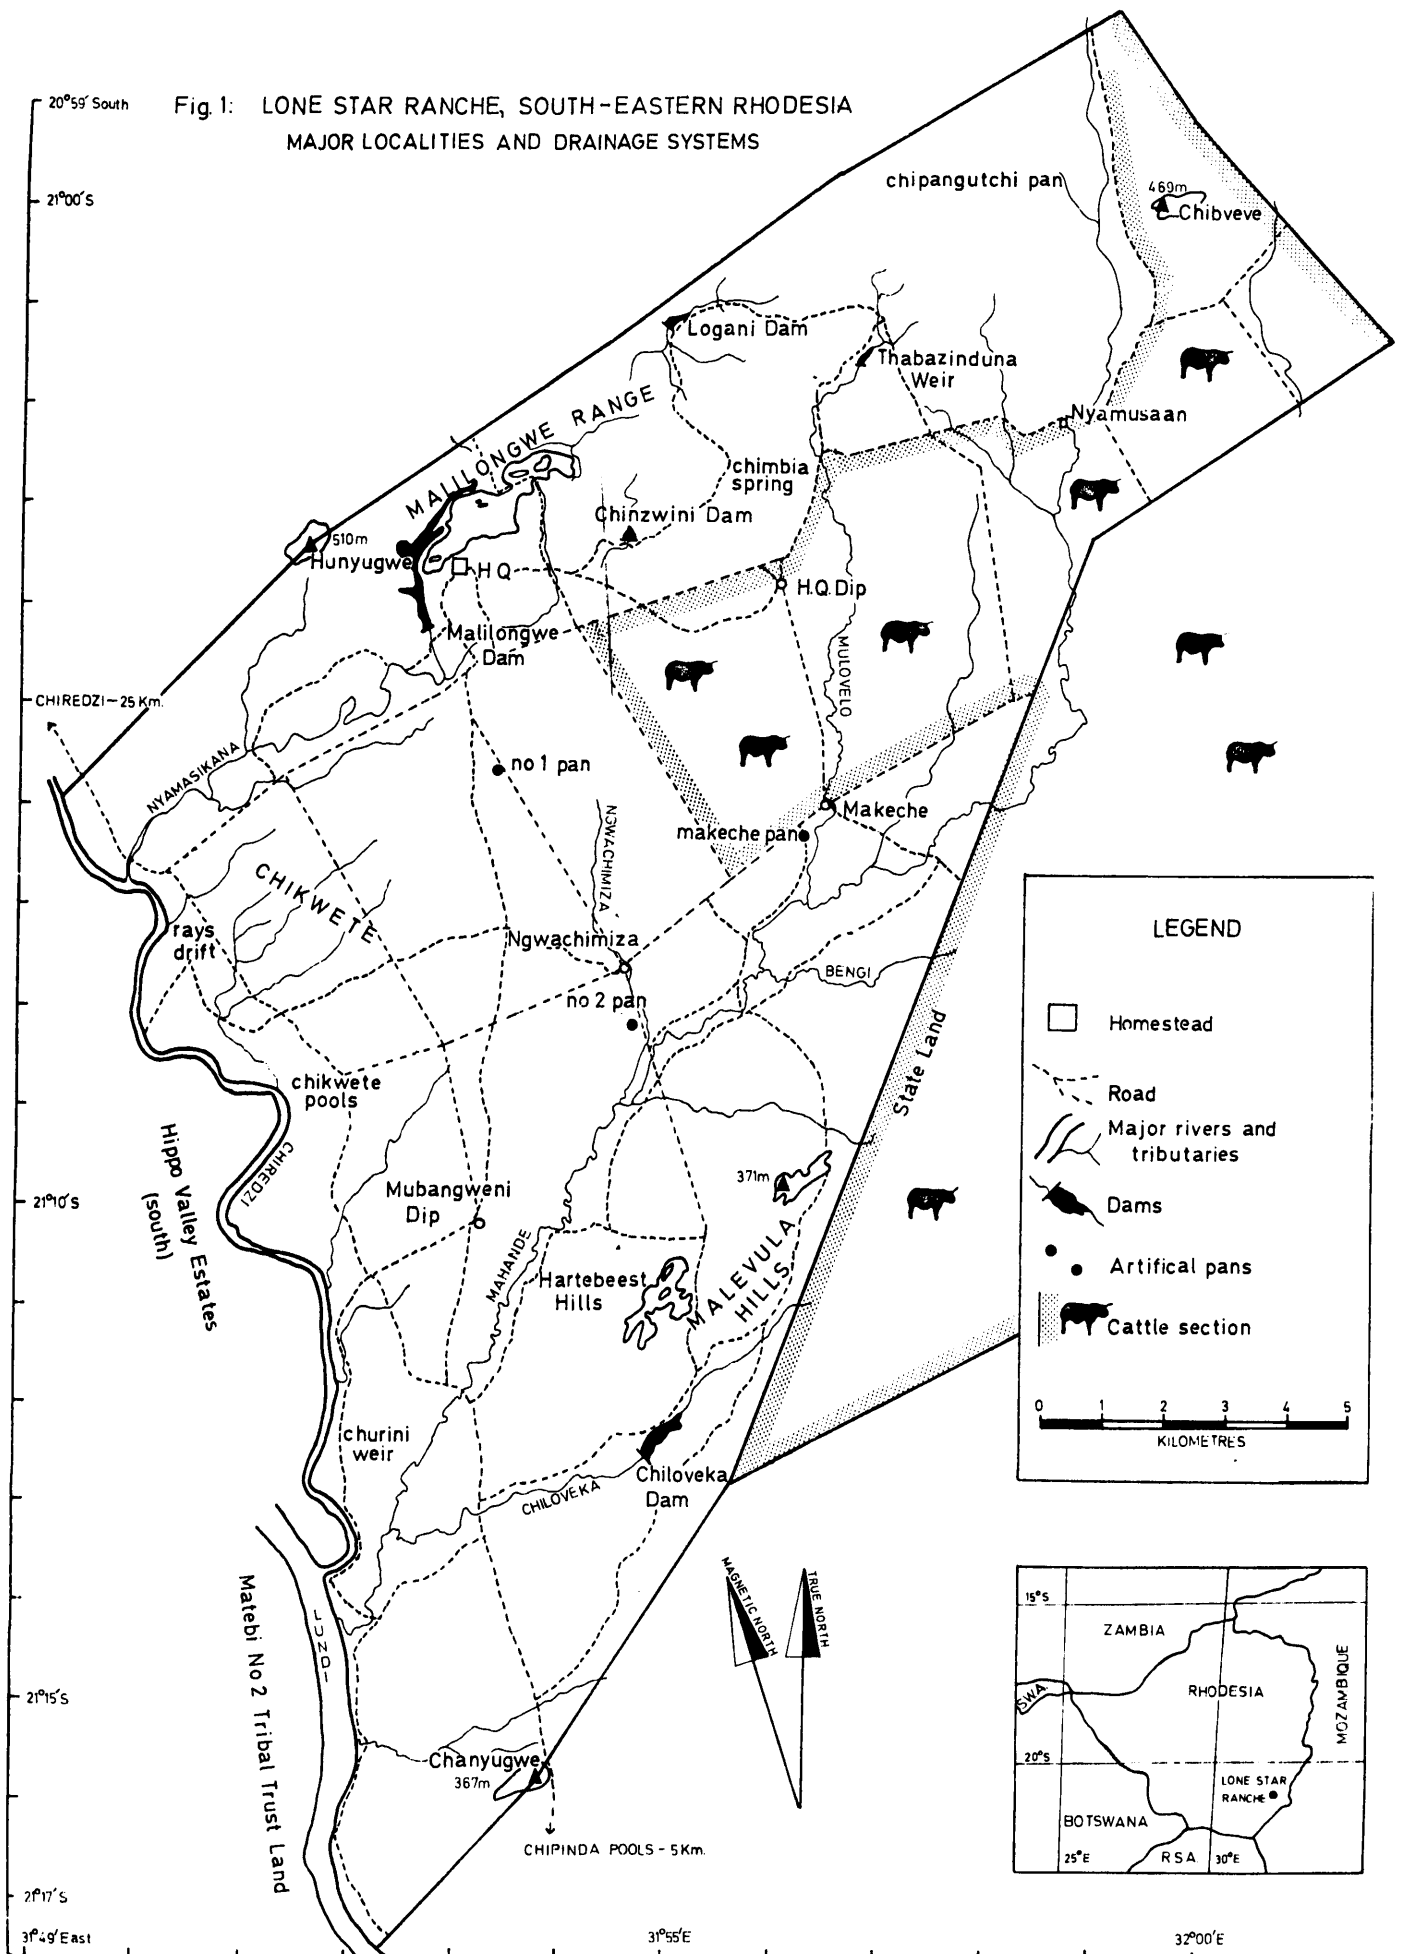 20°59' South
Fig. 1: LONE STAR RANCHE, SOUTH-EASTERN RHODESIA
MAJOR LOCALITIES AND DRAINAGE SYSTEMS
21°00'S
chipangutchi pan
469m
Chibveve
Logani Dam
Thabazinduna
Weir
MALILONGWE RANGE
Nyamusaan
chimbia
spring
Chinzwini Dam
510m
Hunyugwe
HQ
H.Q. Dip
Malilongwe
Dam
MULOVELO
CHIREDZI-25 Km.
NYAMASIKANA
no 1 pan
NGWACHIMIZA
Makeche
makeche pan
CHIKWETE
rays
drift
Ngwachimiza
BENGI
no 2 pan
State Land
chikwete
pools
Hippo Valley Estates
(south)
CHIREDZI
21°10'S
371m
Mubangweni
Dip
MAHANDE
Hartebeest
Hills
MALEVULA
HILLS
churini
weir
Chiloveka
Dam
CHILOVEKA
LEGEND
Homestead
Road
Major rivers and
tributaries
Dams
Artifical pans
Cattle section
0 1 2 3 4 5
KILOMETRES
MAGNETIC NORTH
TRUE NORTH
Matebi No 2 Tribal Trust Land
LUNDI
21°15'S
Chanyugwe
367m
CHIPINDA POOLS - 5 Km.
21°17'S
31°49' East
31°55'E
32°00'E
15°S
ZAMBIA
S.W.A.
RHODESIA
MOZAMBIQUE
20°S
LONE STAR
RANCHE
BOTSWANA
25°E
R S A
30°E